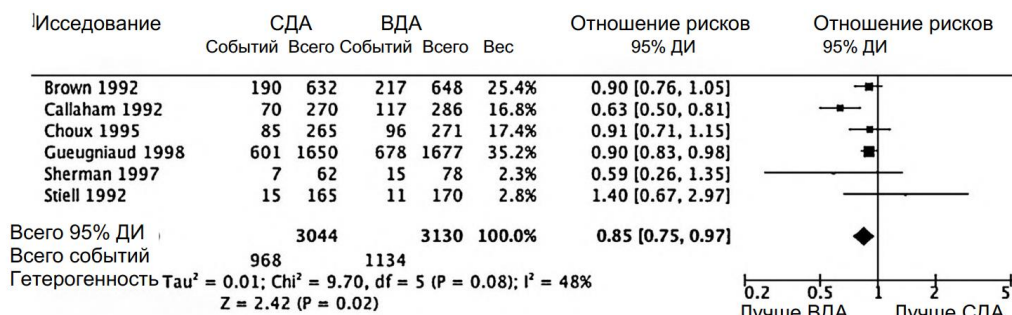 Исседование СДА ВДА Отношение рисков Отношение рисков
Событий Всего Событий Всего Вес 95% ДИ 95% ДИ
Brown 1992 190 632 217 648 25.4% 0.90 [0.76, 1.05]
Callaham 1992 70 270 117 286 16.8% 0.63 [0.50, 0.81]
Choux 1995 85 265 96 271 17.4% 0.91 [0.71, 1.15]
Gueugniaud 1998 601 1650 678 1677 35.2% 0.90 [0.83, 0.98]
Sherman 1997 7 62 15 78 2.3% 0.59 [0.26, 1.35]
Stiell 1992 15 165 11 170 2.8% 1.40 [0.67, 2.97]
Всего 95% ДИ 3044 3130 100.0% 0.85 [0.75, 0.97]
Всего событий 968 1134
Гетерогенность Tau² = 0.01; Chi² = 9.70, df = 5 (P = 0.08); I² = 48%
Z = 2.42 (P = 0.02)
0.2 0.5 1 2 5
Лучше ВДА Лучше СДА